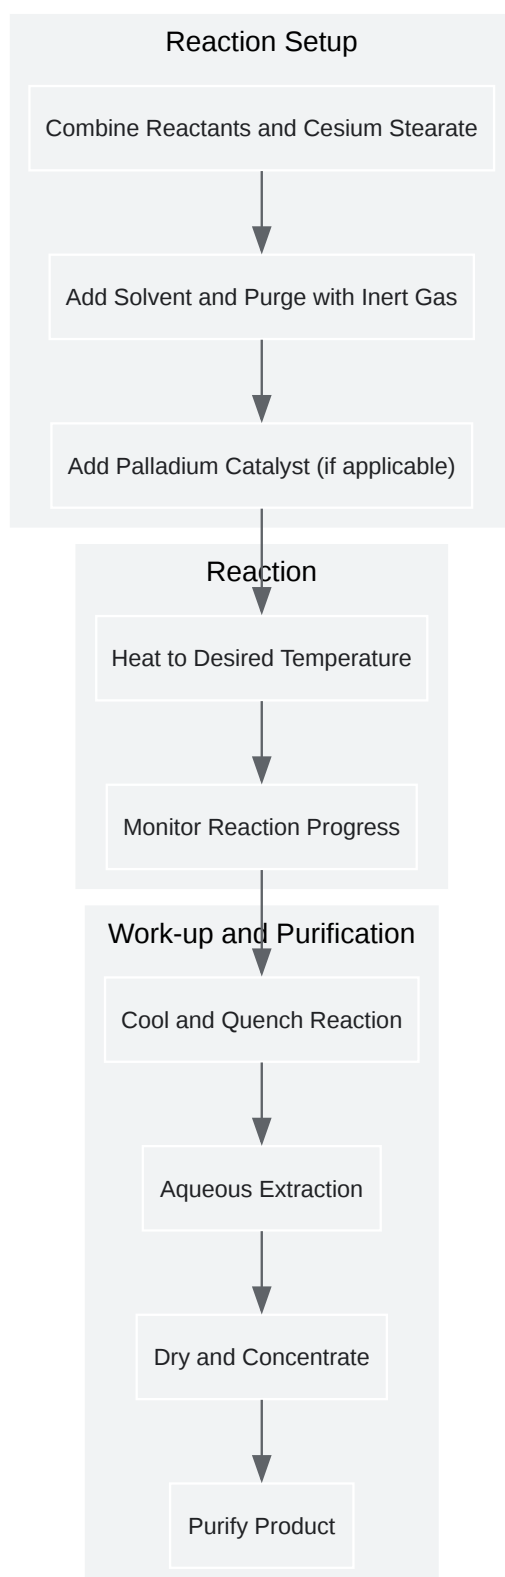 Reaction Setup
Combine Reactants and Cesium Stearate
Add Solvent and Purge with Inert Gas
Add Palladium Catalyst (if applicable)
Reaction
Heat to Desired Temperature
Monitor Reaction Progress
Work-up and Purification
Cool and Quench Reaction
Aqueous Extraction
Dry and Concentrate
Purify Product